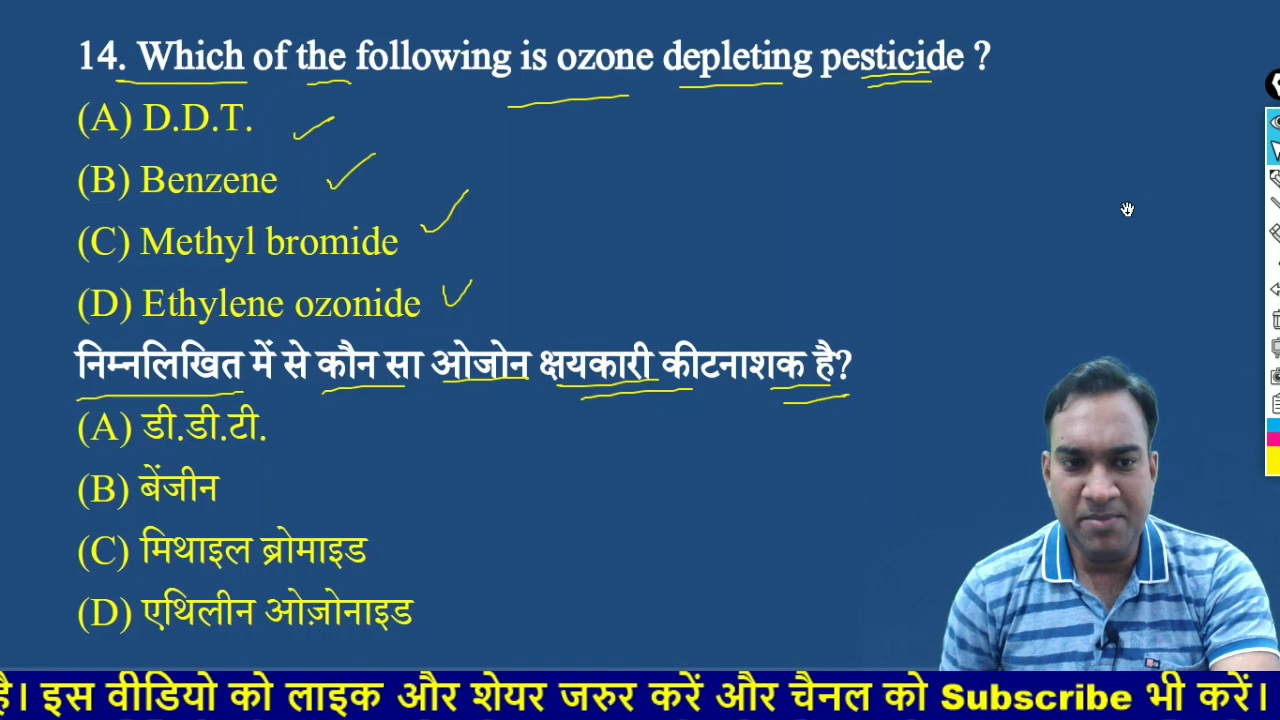 14. Which of the following is ozone depleting pesticide ?
(A) D.D.T.
(B) Benzene
(C) Methyl bromide
(D) Ethylene ozonide
निम्नलिखित में से कौन सा ओजोन क्षयकारी कीटनाशक है?
(A) डी.डी.टी.
(B) बेंजीन
(C) मिथाइल ब्रोमाइड
(D) एथिलीन ओज़ोनाइड
है। इस वीडियो को लाइक और शेयर जरुर करें और चैनल को Subscribe भी करें।